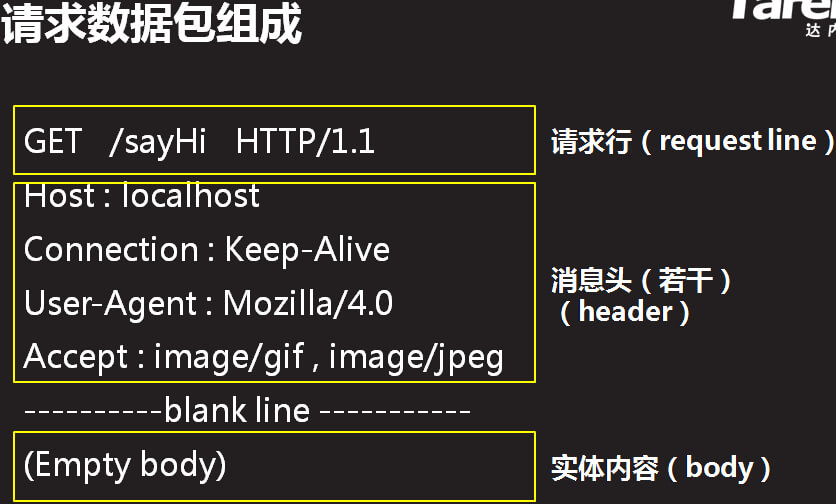 请求数据包组成
达内
GET /sayHi HTTP/1.1
请求行（request line）
Host : localhost
Connection : Keep-Alive
User-Agent : Mozilla/4.0
Accept : image/gif , image/jpeg
消息头（若干）
（header）
----------blank line -----------
(Empty body)
实体内容（body）